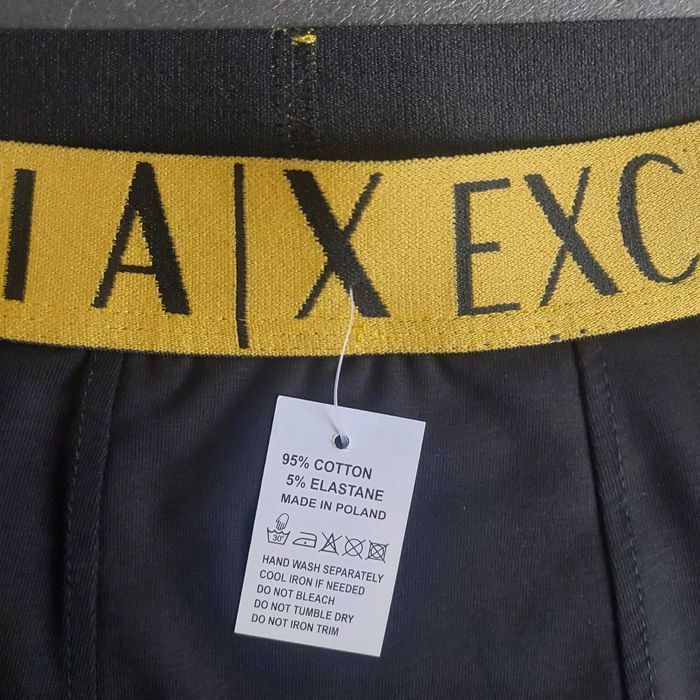 I A|X EXC
95% COTTON
5% ELASTANE
MADE IN POLAND
30°
HAND WASH SEPARATELY
COOL IRON IF NEEDED
DO NOT BLEACH
DO NOT TUMBLE DRY
DO NOT IRON TRIM